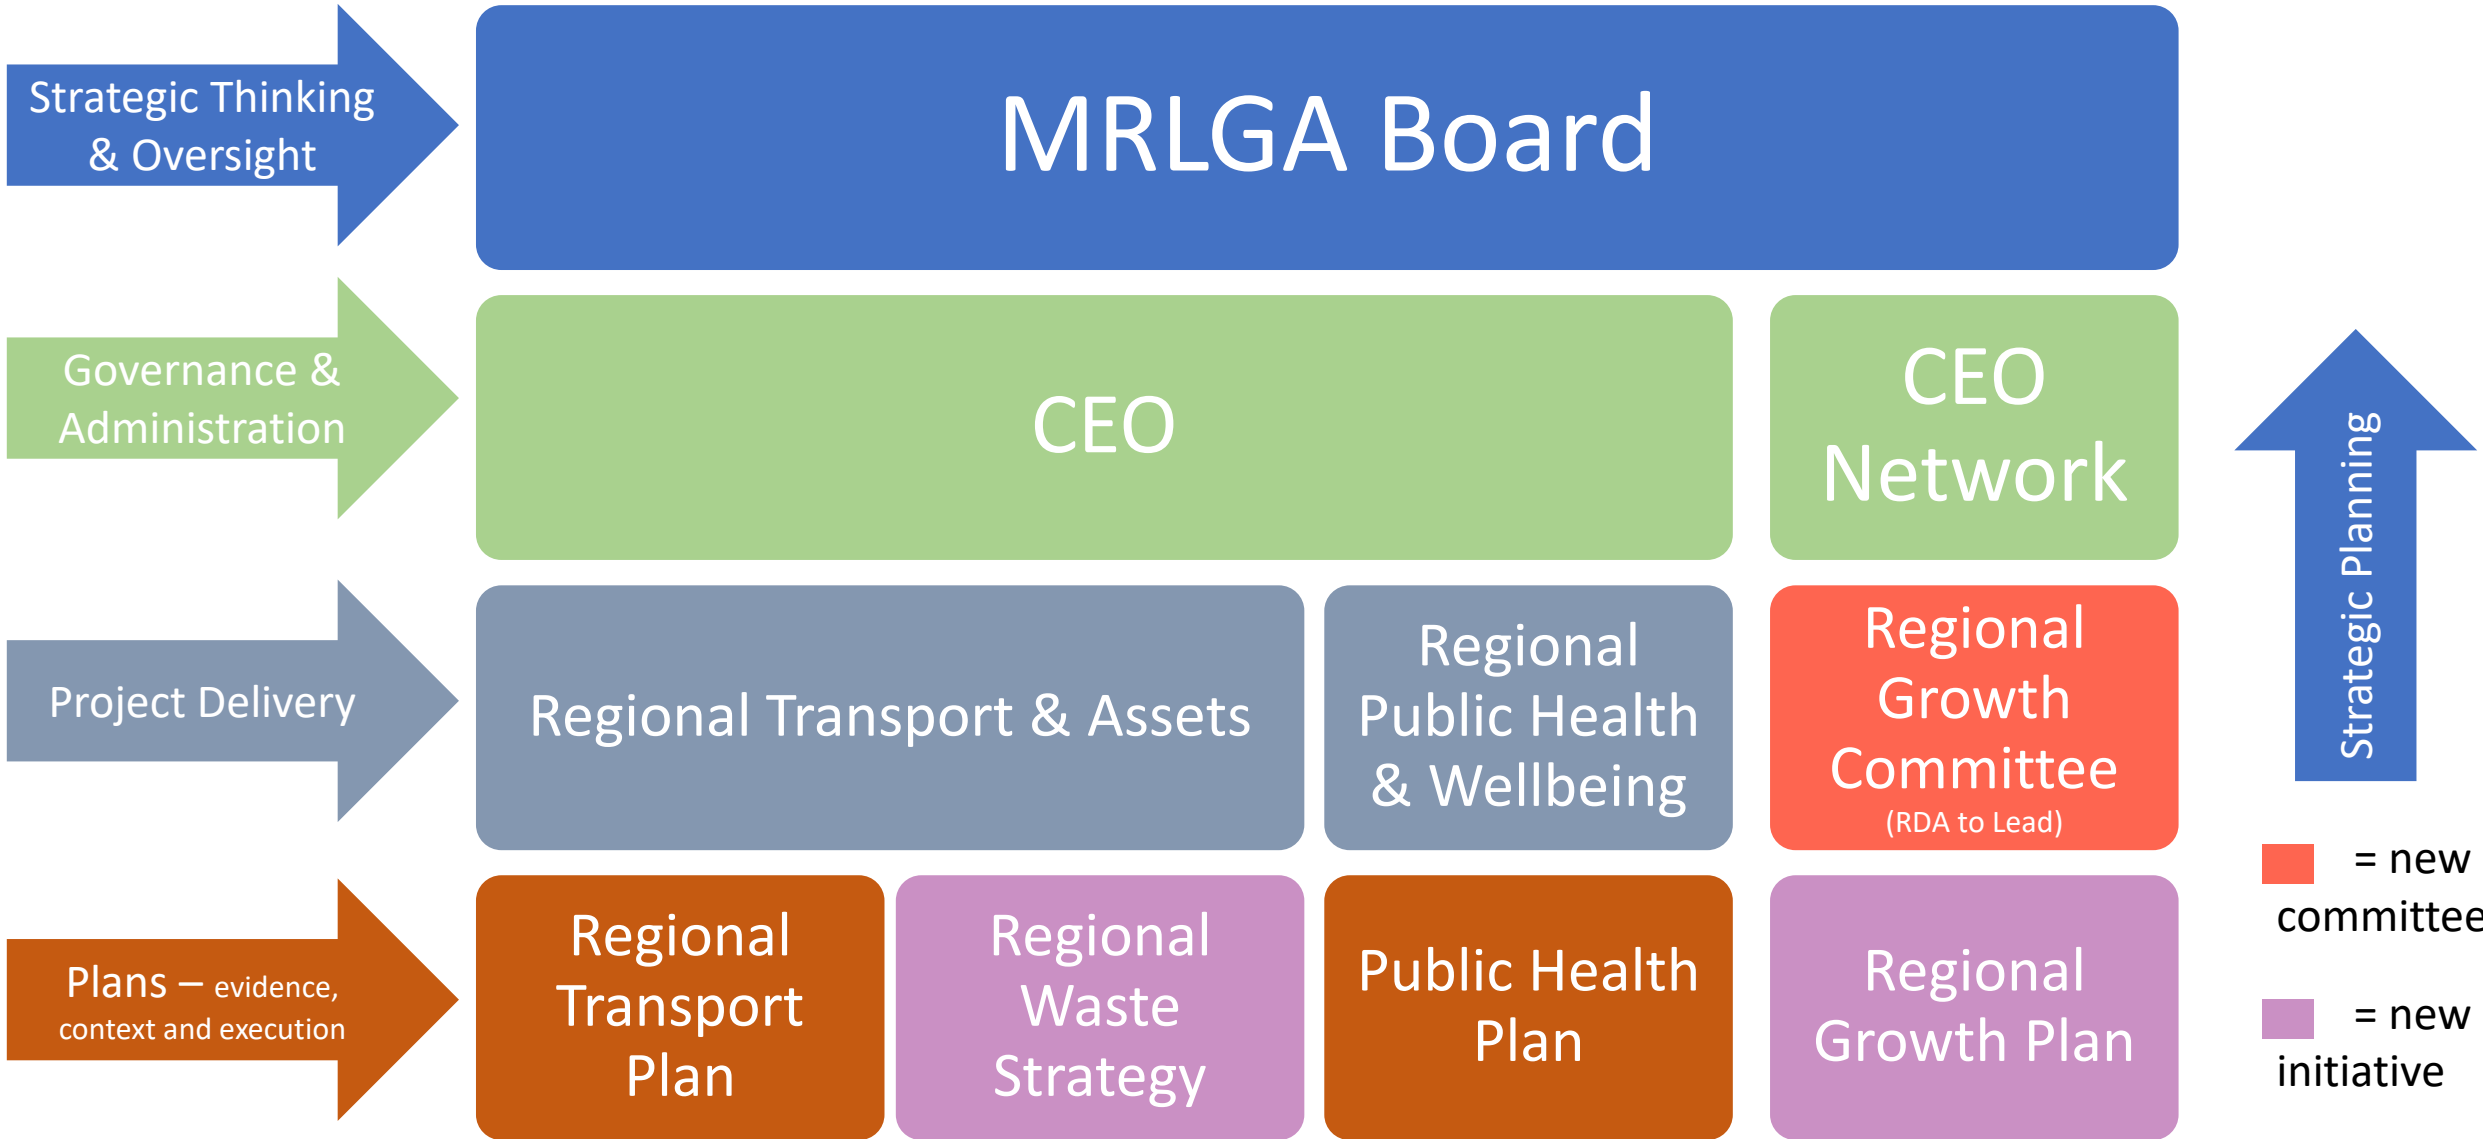 Strategic Thinking
& Oversight
MRLGA Board
Governance &
Administration
CEO
CEO
Network
Strategic Planning
Project Delivery
Regional Transport & Assets
Regional
Public Health
& Wellbeing
Regional
Growth
Committee
(RDA to Lead)
= new
committee
Plans – evidence,
context and execution
Regional
Transport
Plan
Regional
Waste
Strategy
Public Health
Plan
Regional
Growth Plan
= new
initiative